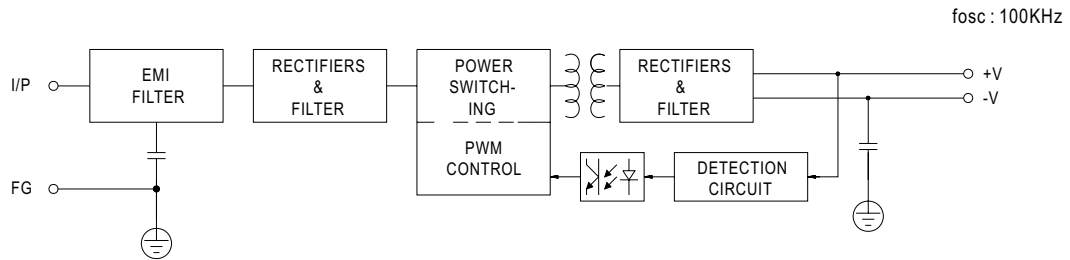 fosc : 100KHz
I/P
EMI
FILTER
RECTIFIERS
&
FILTER
POWER
SWITCH-
ING
PWM
CONTROL
RECTIFIERS
&
FILTER
+V
-V
DETECTION
CIRCUIT
FG